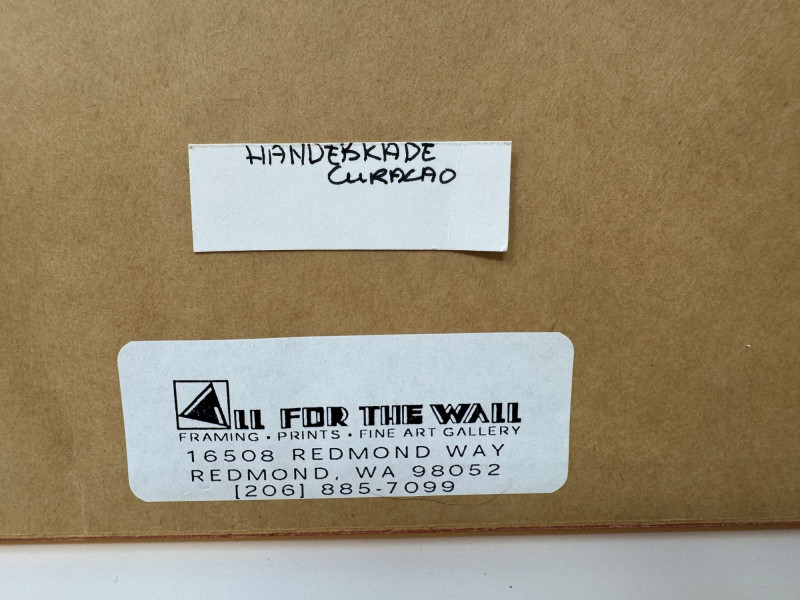 HANDEBKADE
CURACAO
ALL FOR THE WALL
FRAMING • PRINTS • FINE ART GALLERY
16508 REDMOND WAY
REDMOND, WA 98052
[206] 885-7099